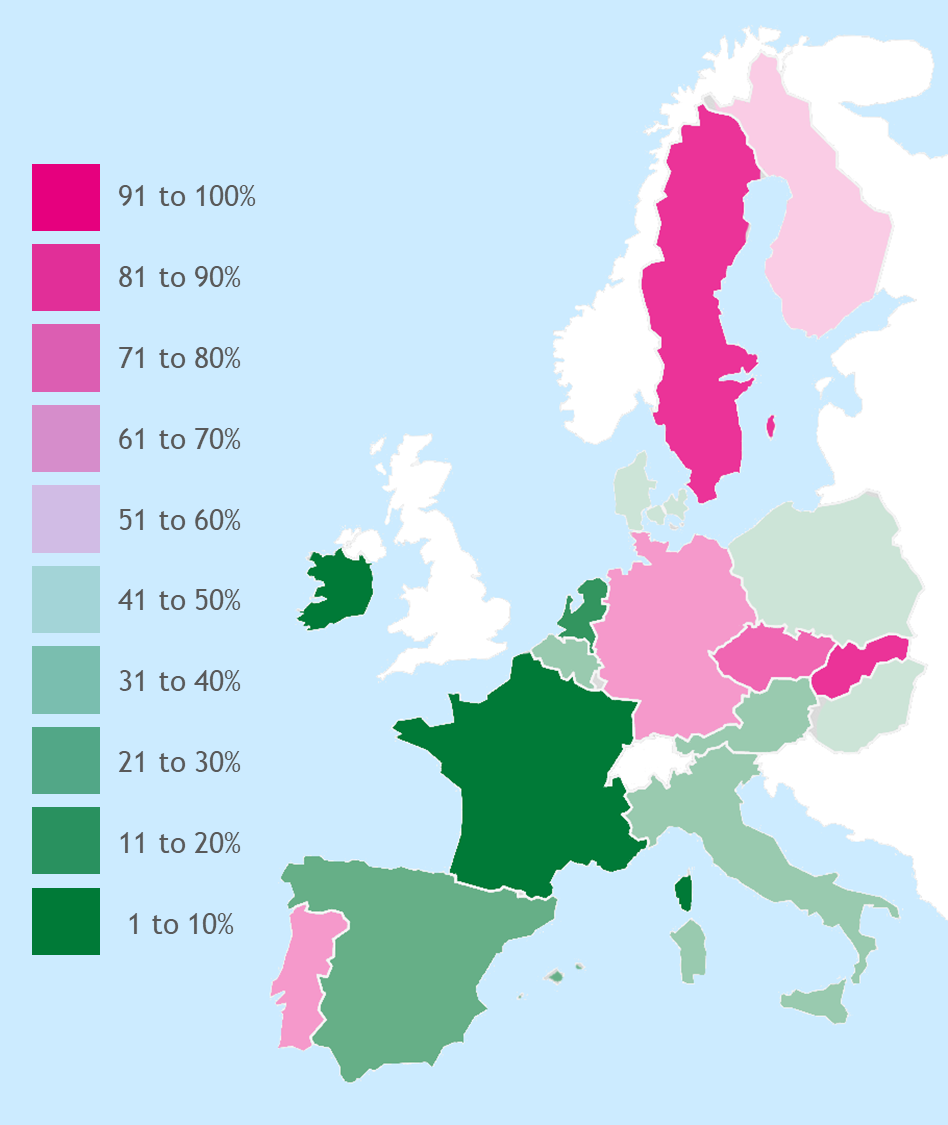 91 to 100%
81 to 90%
71 to 80%
61 to 70%
51 to 60%
41 to 50%
31 to 40%
21 to 30%
11 to 20%
1 to 10%